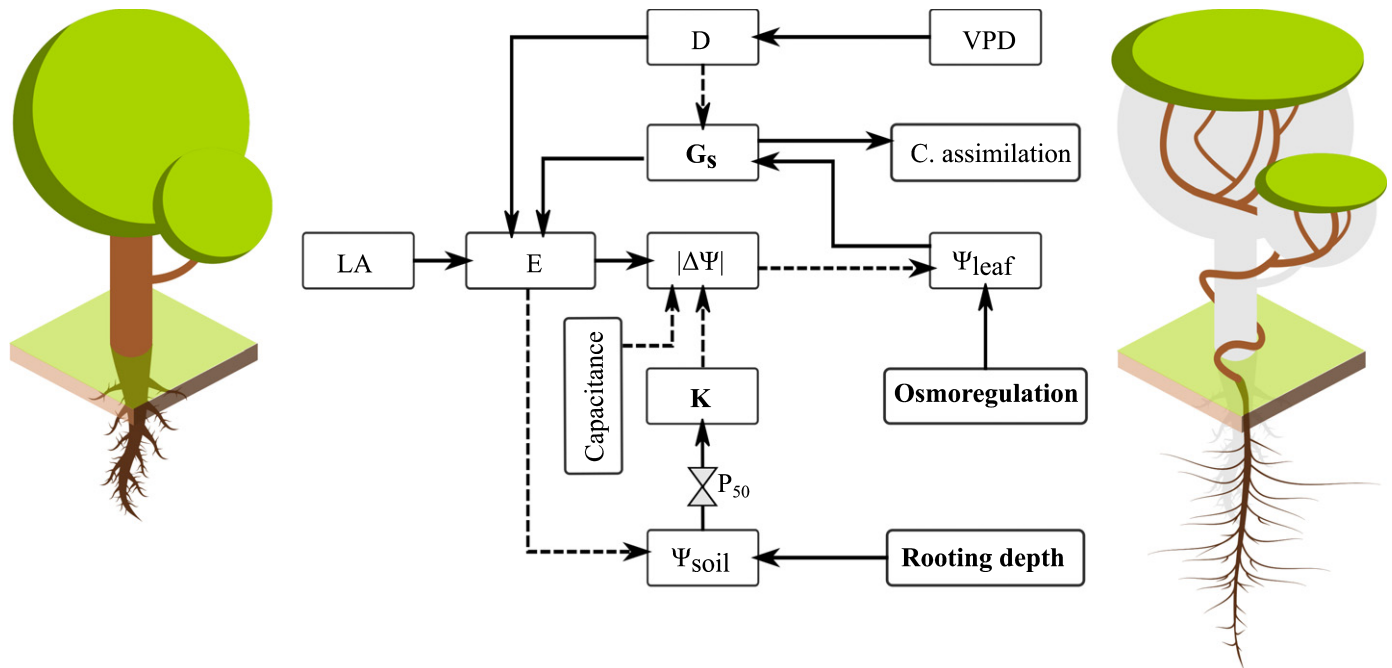 D
VPD
Gs
C. assimilation
LA
E
|ΔΨ|
Ψleaf
Capacitance
K
Osmoregulation
P50
Ψsoil
Rooting depth